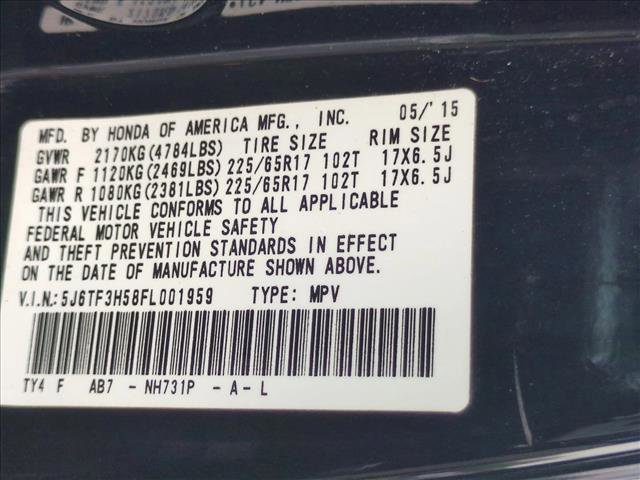 MFD. BY HONDA OF AMERICA MFG., INC. 05/'15
GVWR 2170KG(4784LBS) TIRE SIZE RIM SIZE
GAWR F 1120KG(2469LBS) 225/65R17 102T 17X6.5J
GAWR R 1080KG(2381LBS) 225/65R17 102T 17X6.5J
THIS VEHICLE CONFORMS TO ALL APPLICABLE
FEDERAL MOTOR VEHICLE SAFETY
AND THEFT PREVENTION STANDARDS IN EFFECT
ON THE DATE OF MANUFACTURE SHOWN ABOVE.
V.I.N.:5J6TF3H58FL001959 TYPE: MPV
TY4 F AB7 - NH731P - A - L